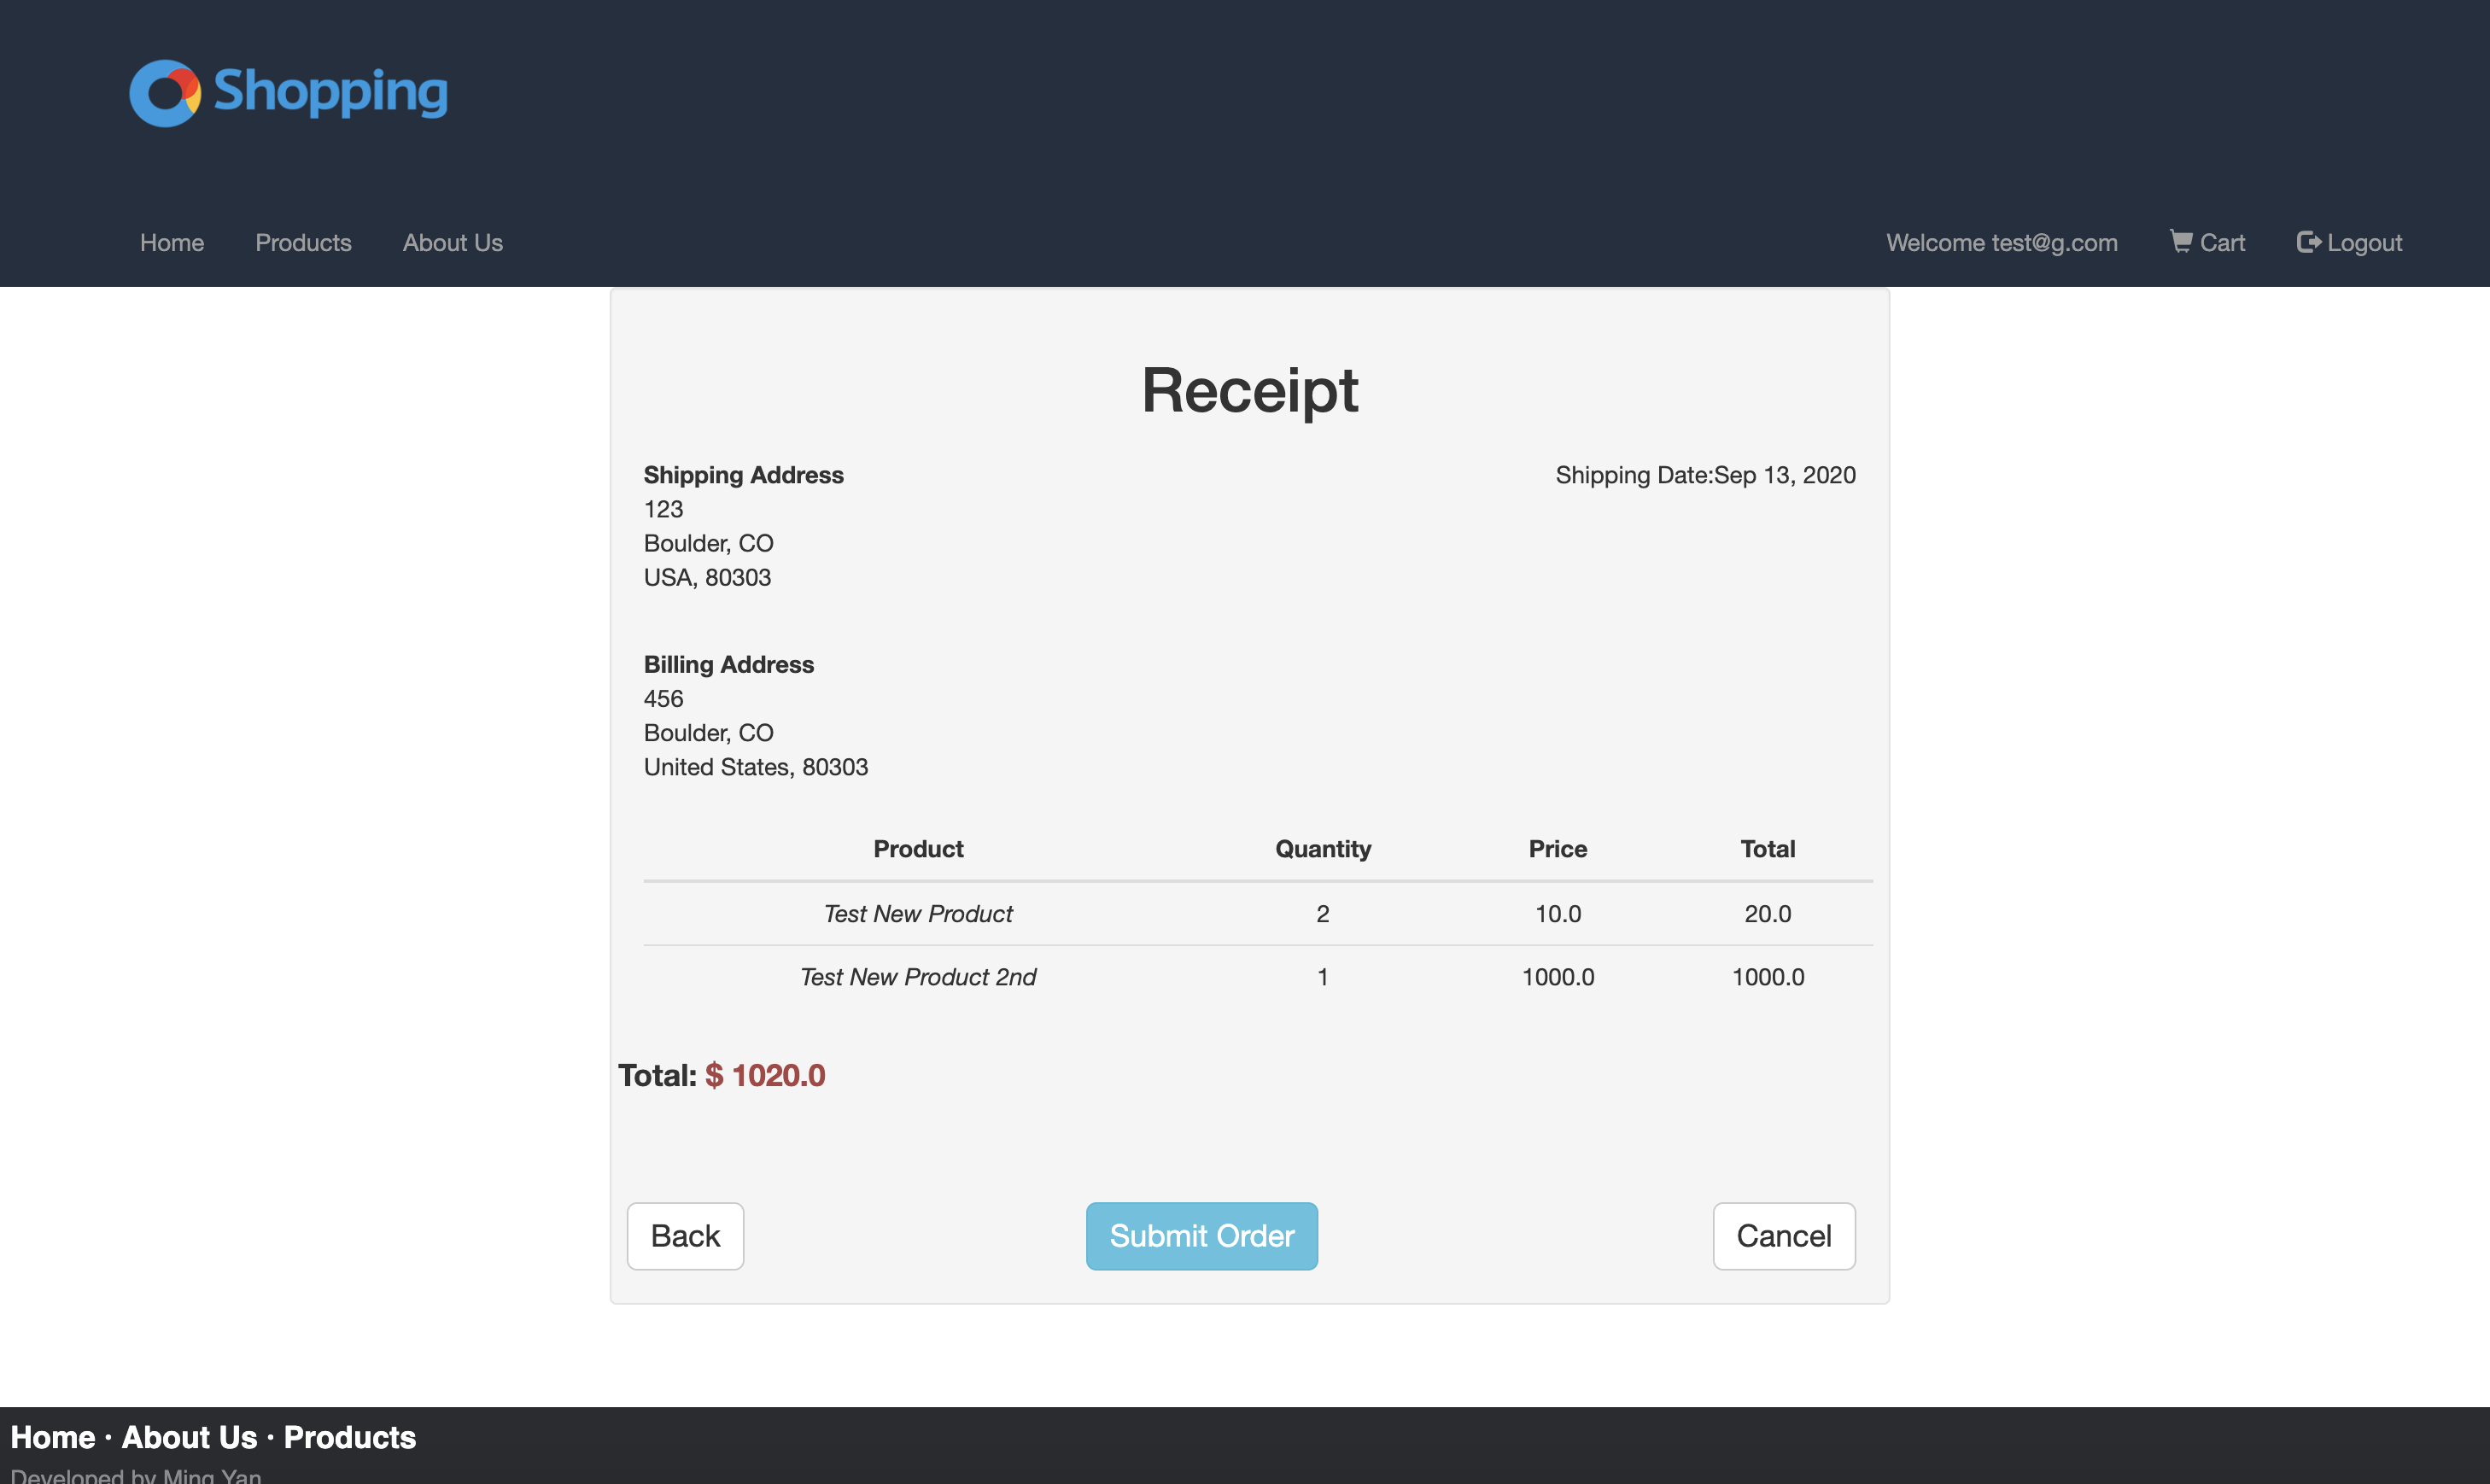 Shopping
Home Products About Us Welcome test@g.com Cart Logout
Receipt
Shipping Address Shipping Date:Sep 13, 2020
123
Boulder, CO
USA, 80303
Billing Address
456
Boulder, CO
United States, 80303
Product Quantity Price Total
Test New Product 2 10.0 20.0
Test New Product 2nd 1 1000.0 1000.0
Total: $ 1020.0
Back Submit Order Cancel
Home · About Us · Products
Developed by Ming Yan